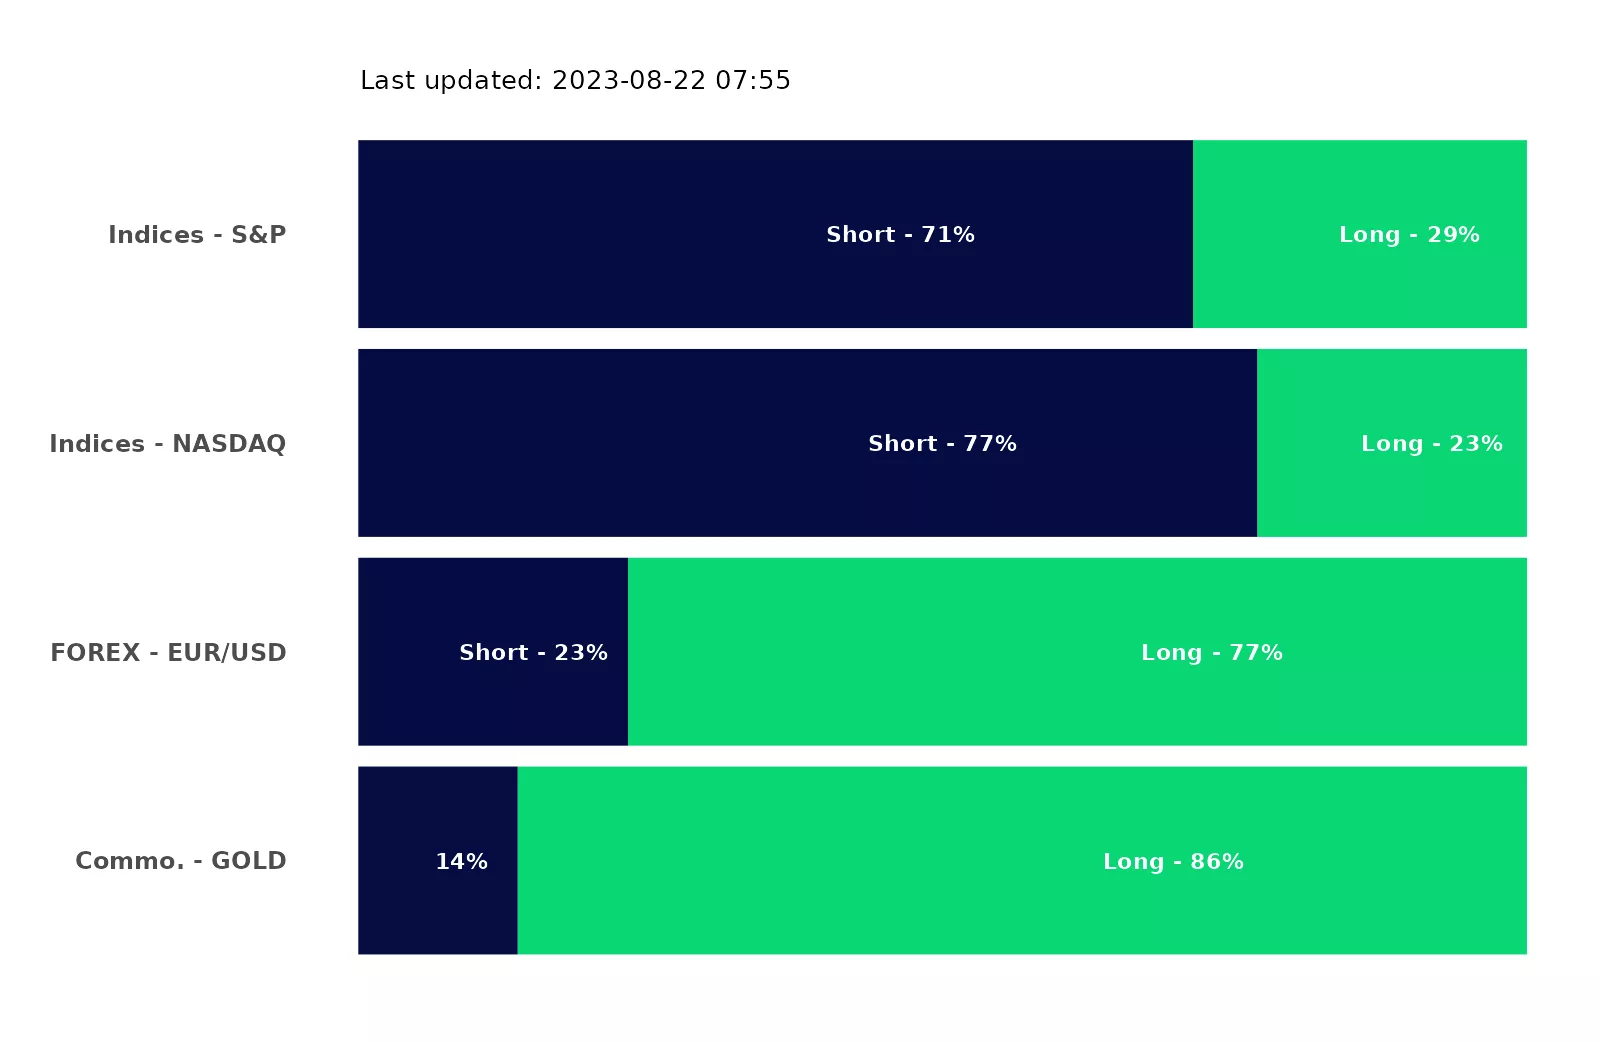 Last updated: 2023-08-22 07:55
Indices - S&P
Short - 71%
Long - 29%
Indices - NASDAQ
Short - 77%
Long - 23%
FOREX - EUR/USD
Short - 23%
Long - 77%
Commo. - GOLD
14%
Long - 86%